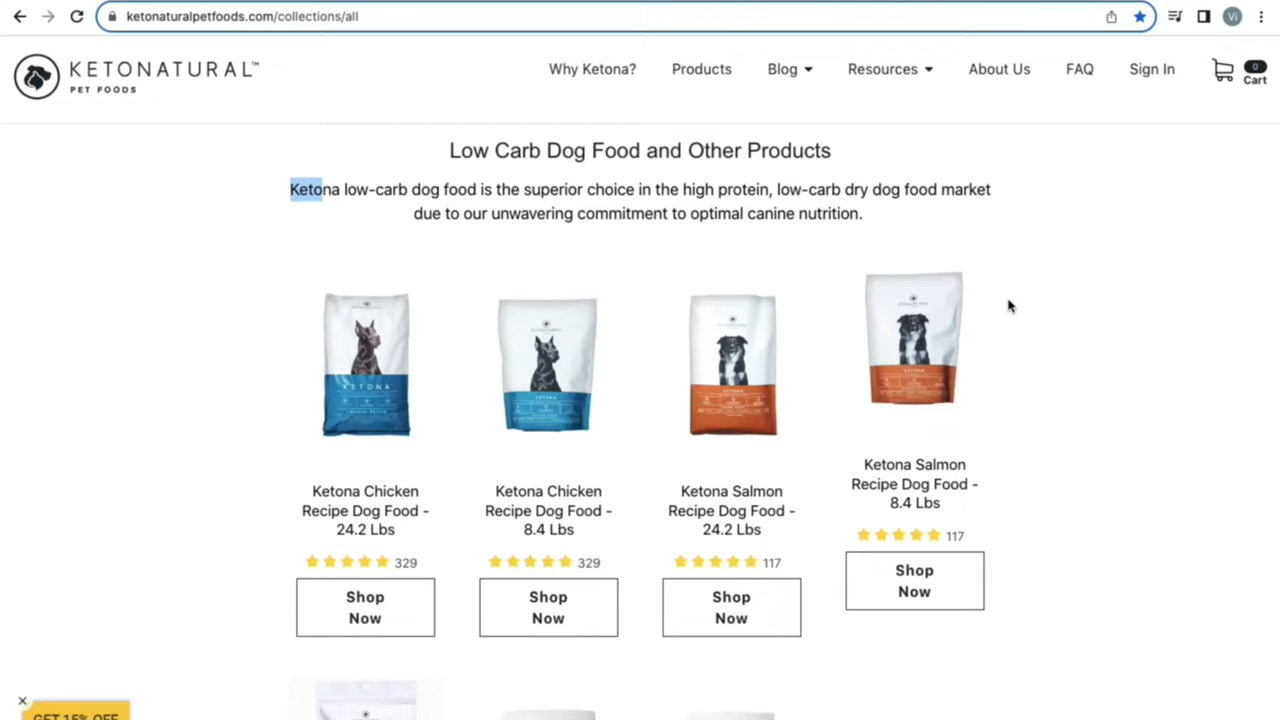 ketonaturalpetfoods.com/collections/all
Vi
KETONATURAL™
PET FOODS
Why Ketona?
Products
Blog
Resources
About Us
FAQ
Sign In
0
Cart
Low Carb Dog Food and Other Products
Ketona low-carb dog food is the superior choice in the high protein, low-carb dry dog food market
due to our unwavering commitment to optimal canine nutrition.
KETONA
KETONA
KETONA
KETONA
Ketona Chicken
Recipe Dog Food -
24.2 Lbs
329
Shop
Now
Ketona Chicken
Recipe Dog Food -
8.4 Lbs
329
Shop
Now
Ketona Salmon
Recipe Dog Food -
24.2 Lbs
117
Shop
Now
Ketona Salmon
Recipe Dog Food -
8.4 Lbs
117
Shop
Now
GET 15% OFF